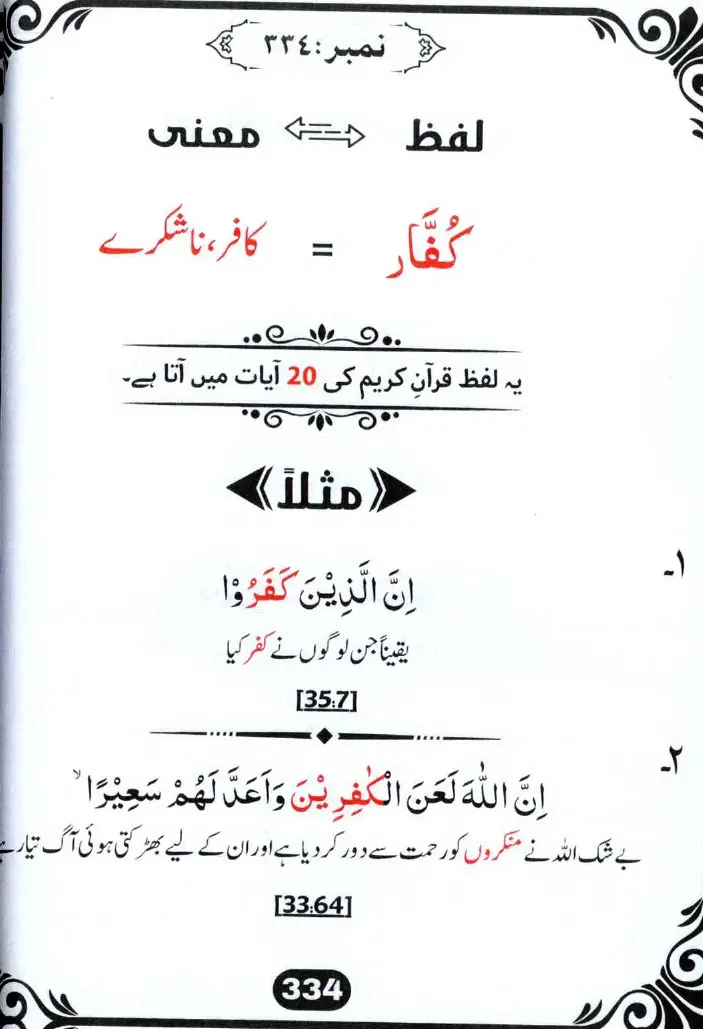 نمبر: ٣٣٤
لفظ معنی
كُفَّار = کافر، ناشکرے
یہ لفظ قرآنِ کریم کی 20 آیات میں آتا ہے۔
مثلاً
۱۔
اِنَّ الَّذِيْنَ كَفَرُوْا
یقیناً جن لوگوں نے کفر کیا
[35:7]
۲۔
اِنَّ اللّٰهَ لَعَنَ الْكٰفِرِيْنَ وَاَعَدَّ لَهُمْ سَعِيْرًا ۙ
بے شک اللہ نے منکروں کو رحمت سے دور کر دیا ہے اور ان کے لیے بھڑکتی ہوئی آگ تیار
[33:64]
334